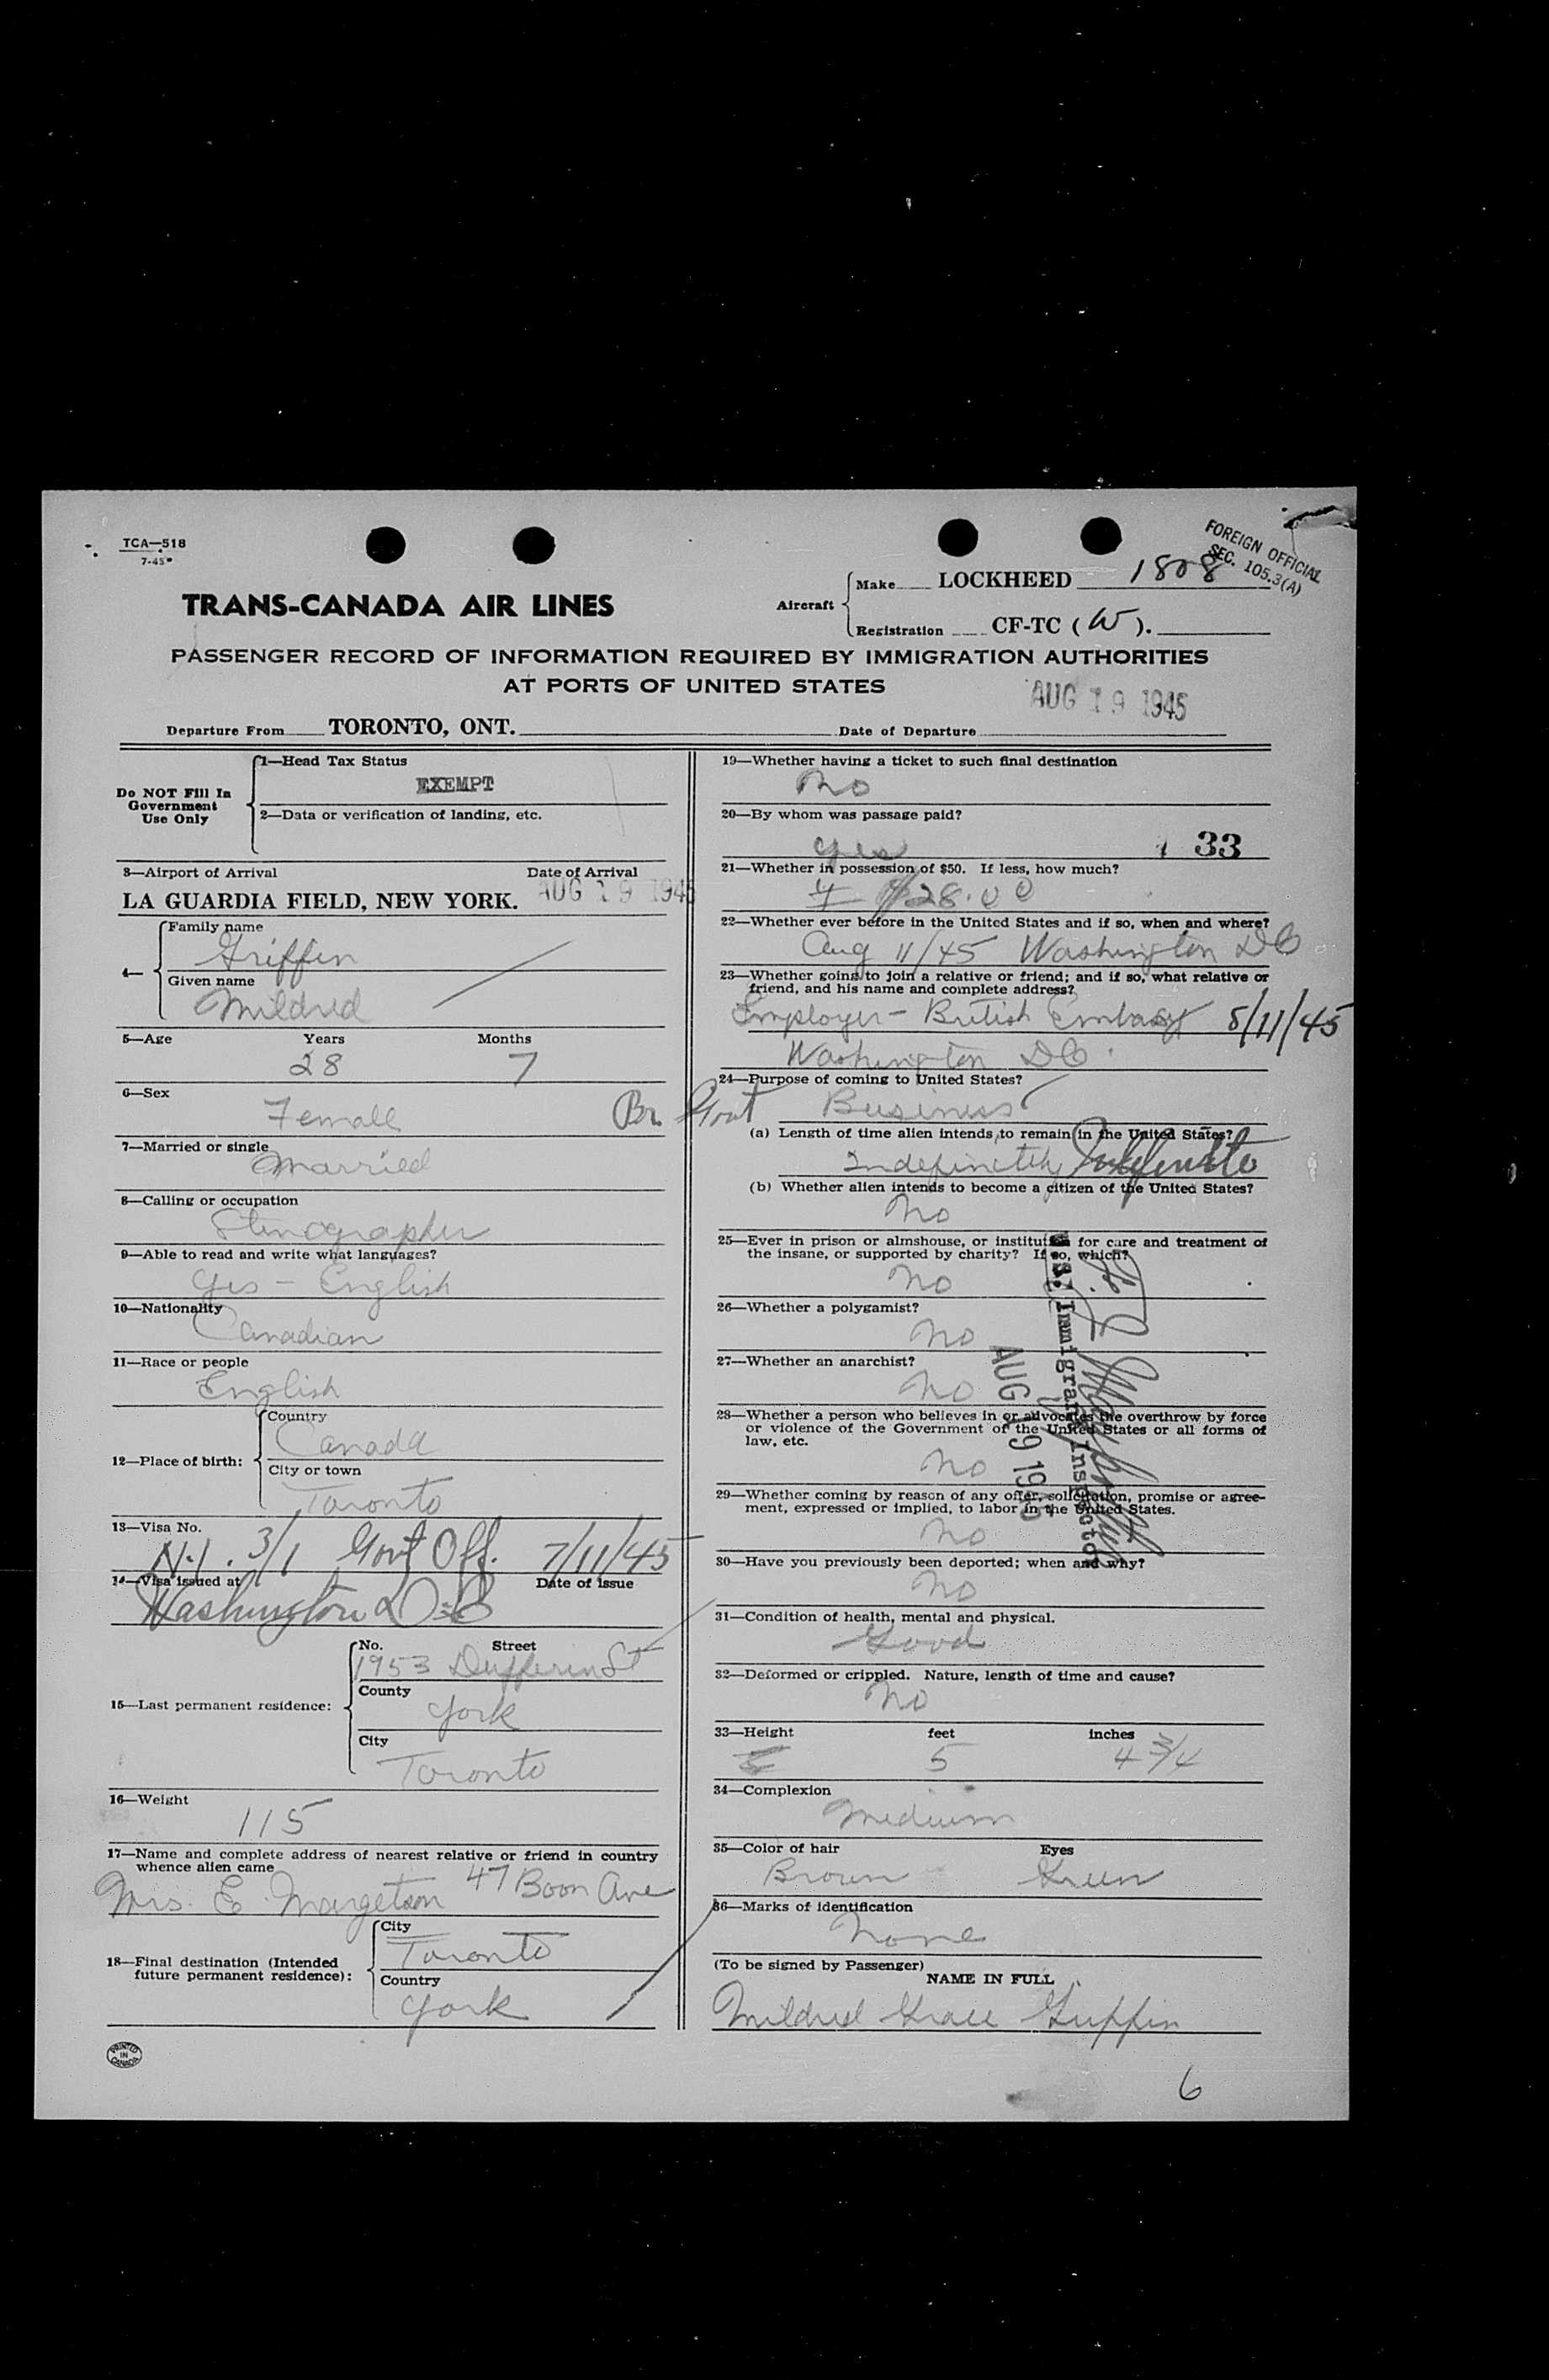 TCA—518
7-45
FOREIGN OFFICIAL
SEC. 105.3(A)
TRANS-CANADA AIR LINES
Aircraft
Make LOCKHEED 1808
Registration CF-TC (W).
PASSENGER RECORD OF INFORMATION REQUIRED BY IMMIGRATION AUTHORITIES
AT PORTS OF UNITED STATES
AUG 19 1945
Departure From TORONTO, ONT. Date of Departure
Do NOT Fill In
Government
Use Only
1—Head Tax Status
EXEMPT
2—Data or verification of landing, etc.
3—Airport of Arrival Date of Arrival
LA GUARDIA FIELD, NEW YORK. AUG 19 1945
4—
Family name
Griffin
Given name
Mildred
5—Age Years Months
28 7
6—Sex
Female
Br. Govt
7—Married or single
Married
8—Calling or occupation
Stenographer
9—Able to read and write what languages?
Yes - English
10—Nationality
Canadian
11—Race or people
English
12—Place of birth:
Country
Canada
City or town
Toronto
13—Visa No.
N.I. 3/1 Govt Off. 7/11/45
14—Visa issued at Date of issue
Washington D.C
15—Last permanent residence:
No. Street
1953 Dufferin St
County
York
City
Toronto
16—Weight
115
17—Name and complete address of nearest relative or friend in country
whence alien came
Mrs. E. Margetson 47 Boon Ave
18—Final destination (Intended
future permanent residence):
City
Toronto
Country
York
PRINTED
IN
CANADA
19—Whether having a ticket to such final destination
No
20—By whom was passage paid?
Yes 33
21—Whether in possession of $50. If less, how much?
$28.00
22—Whether ever before in the United States and if so, when and where?
Aug 11/45 Washington DC
23—Whether going to join a relative or friend; and if so, what relative or
friend, and his name and complete address?
Employer - British Embassy 8/11/45
Washington DC.
24—Purpose of coming to United States?
Business
(a) Length of time alien intends to remain in the United States?
Indefinitely Indefinite
(b) Whether alien intends to become a citizen of the United States?
No
25—Ever in prison or almshouse, or institution for care and treatment of
the insane, or supported by charity? If so, which?
No
26—Whether a polygamist?
No
27—Whether an anarchist?
No
28—Whether a person who believes in or advocates the overthrow by force
or violence of the Government of the United States or all forms of
law, etc.
No
29—Whether coming by reason of any offer, solicitation, promise or agree-
ment, expressed or implied, to labor in the United States.
No
30—Have you previously been deported; when and why?
No
AUG 19 1945
U.S. Immigrant Inspector
31—Condition of health, mental and physical.
Good
32—Deformed or crippled. Nature, length of time and cause?
No
33—Height feet inches
5 4 3/4
34—Complexion
Medium
35—Color of hair Eyes
Brown Green
36—Marks of identification
None
(To be signed by Passenger)
NAME IN FULL
Mildred Grace Griffin
6